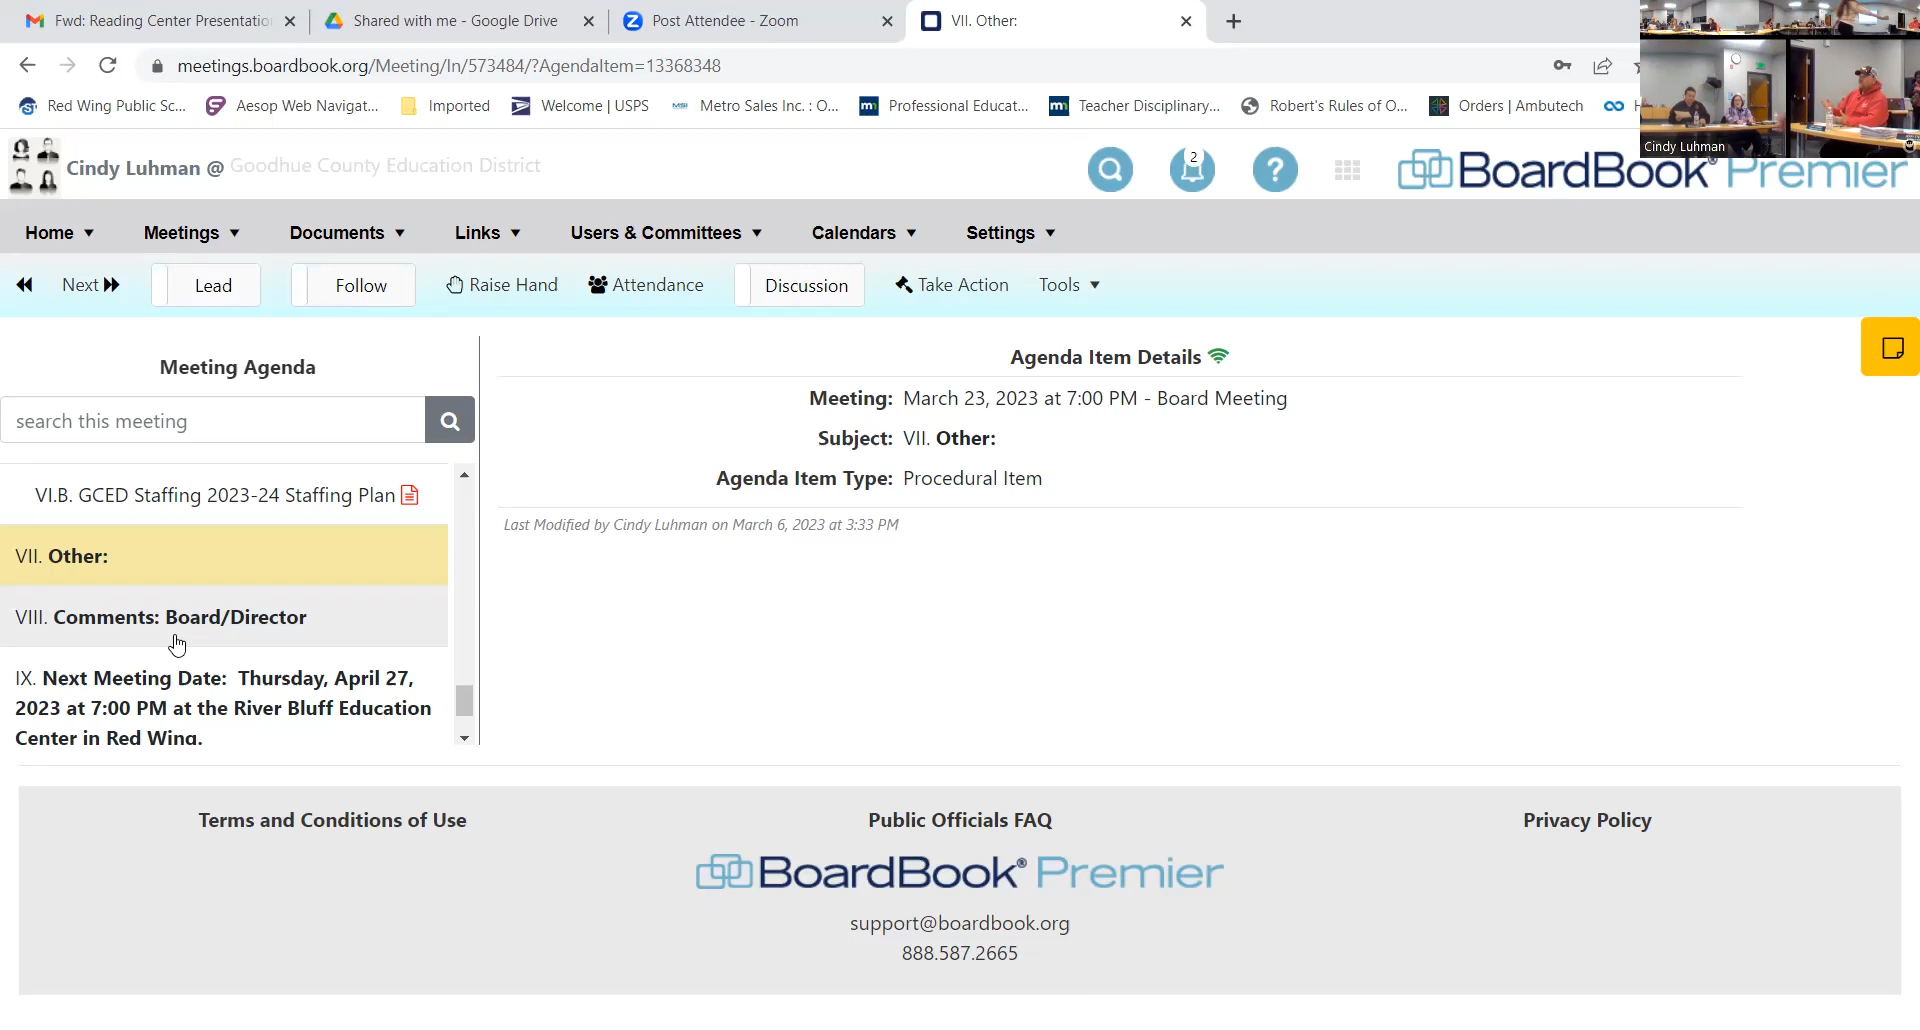 Fwd: Reading Center Presentatio
Shared with me - Google Drive
Post Attendee - Zoom
VII. Other:
meetings.boardbook.org/Meeting/In/573484/?AgendaItem=13368348
Red Wing Public Sc...
Aesop Web Navigat...
Imported
Welcome | USPS
Metro Sales Inc. : O...
Professional Educat...
Teacher Disciplinary...
Robert's Rules of O...
Orders | Ambutech
Cindy Luhman
Cindy Luhman @ Goodhue County Education District
2
?
BoardBook® Premier
Home
Meetings
Documents
Links
Users & Committees
Calendars
Settings
Next
Lead
Follow
Raise Hand
Attendance
Discussion
Take Action
Tools
Meeting Agenda
search this meeting
VI.B. GCED Staffing 2023-24 Staffing Plan
VII. Other:
VIII. Comments: Board/Director
IX. Next Meeting Date: Thursday, April 27,
2023 at 7:00 PM at the River Bluff Education
Center in Red Wing.
Agenda Item Details
Meeting: March 23, 2023 at 7:00 PM - Board Meeting
Subject: VII. Other:
Agenda Item Type: Procedural Item
Last Modified by Cindy Luhman on March 6, 2023 at 3:33 PM
Terms and Conditions of Use
Public Officials FAQ
Privacy Policy
BoardBook® Premier
support@boardbook.org
888.587.2665